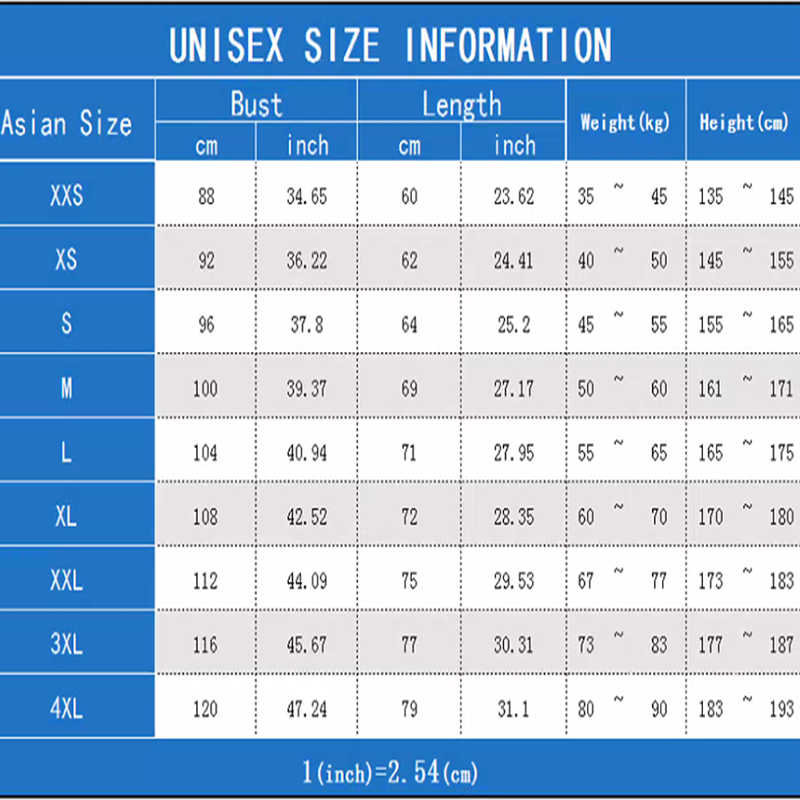 UNISEX SIZE INFORMATION
Asian Size Bust Length Weight(kg) Height(cm)
cm inch cm inch
XXS 88 34.65 60 23.62 35 ~ 45 135 ~ 145
XS 92 36.22 62 24.41 40 ~ 50 145 ~ 155
S 96 37.8 64 25.2 45 ~ 55 155 ~ 165
M 100 39.37 69 27.17 50 ~ 60 161 ~ 171
L 104 40.94 71 27.95 55 ~ 65 165 ~ 175
XL 108 42.52 72 28.35 60 ~ 70 170 ~ 180
XXL 112 44.09 75 29.53 67 ~ 77 173 ~ 183
3XL 116 45.67 77 30.31 73 ~ 83 177 ~ 187
4XL 120 47.24 79 31.1 80 ~ 90 183 ~ 193
1(inch)=2.54(cm)